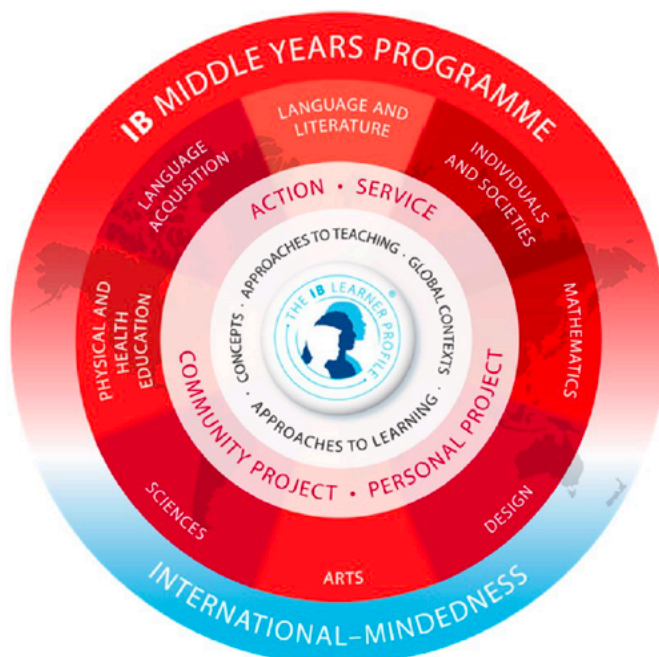 IB MIDDLE YEARS PROGRAMME
LANGUAGE AND
LITERATURE
INDIVIDUALS
AND SOCIETIES
MATHEMATICS
DESIGN
ARTS
SCIENCES
PHYSICAL AND
HEALTH
EDUCATION
LANGUAGE
ACQUISITION
ACTION • SERVICE
COMMUNITY PROJECT • PERSONAL PROJECT
· CONCEPTS · APPROACHES TO TEACHING · GLOBAL CONTEXTS ·
APPROACHES TO LEARNING
· THE IB LEARNER PROFILE · ®
INTERNATIONAL–MINDEDNESS